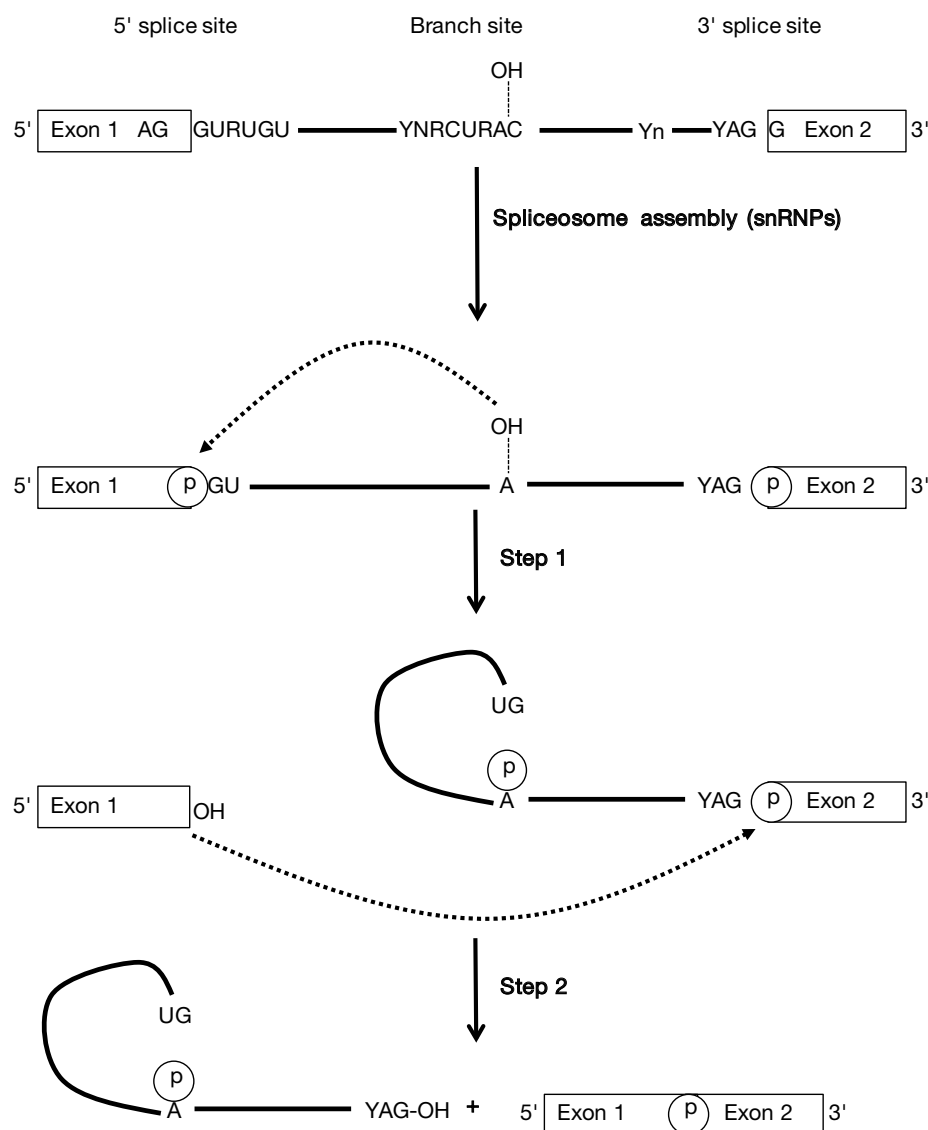 5' splice site Branch site 3' splice site
OH
5' Exon 1 AG GURUGU YNRCURAC Yn YAG G Exon 2 3'
Spliceosome assembly (snRNPs)
OH
5' Exon 1 p GU A YAG p Exon 2 3'
Step 1
UG
p
5' Exon 1 OH A YAG p Exon 2 3'
Step 2
UG
p
A YAG-OH + 5' Exon 1 p Exon 2 3'